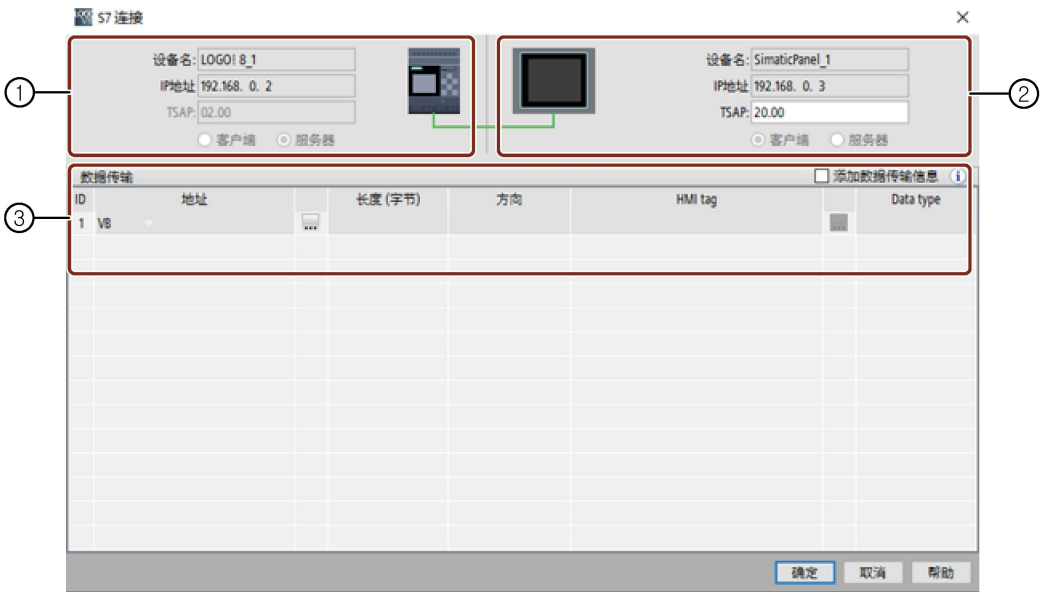 S7 连接
①
设备名: LOGO! 8_1
IP地址 192.168. 0. 2
TSAP: 02.00
客户端 服务器
设备名: SimaticPanel_1
IP地址 192.168. 0. 3
TSAP: 20.00
客户端 服务器
②
③
数据传输 添加数据传输信息 i
ID 地址 长度 (字节) 方向 HMI tag Data type
1 VB ... ...
确定 取消 帮助